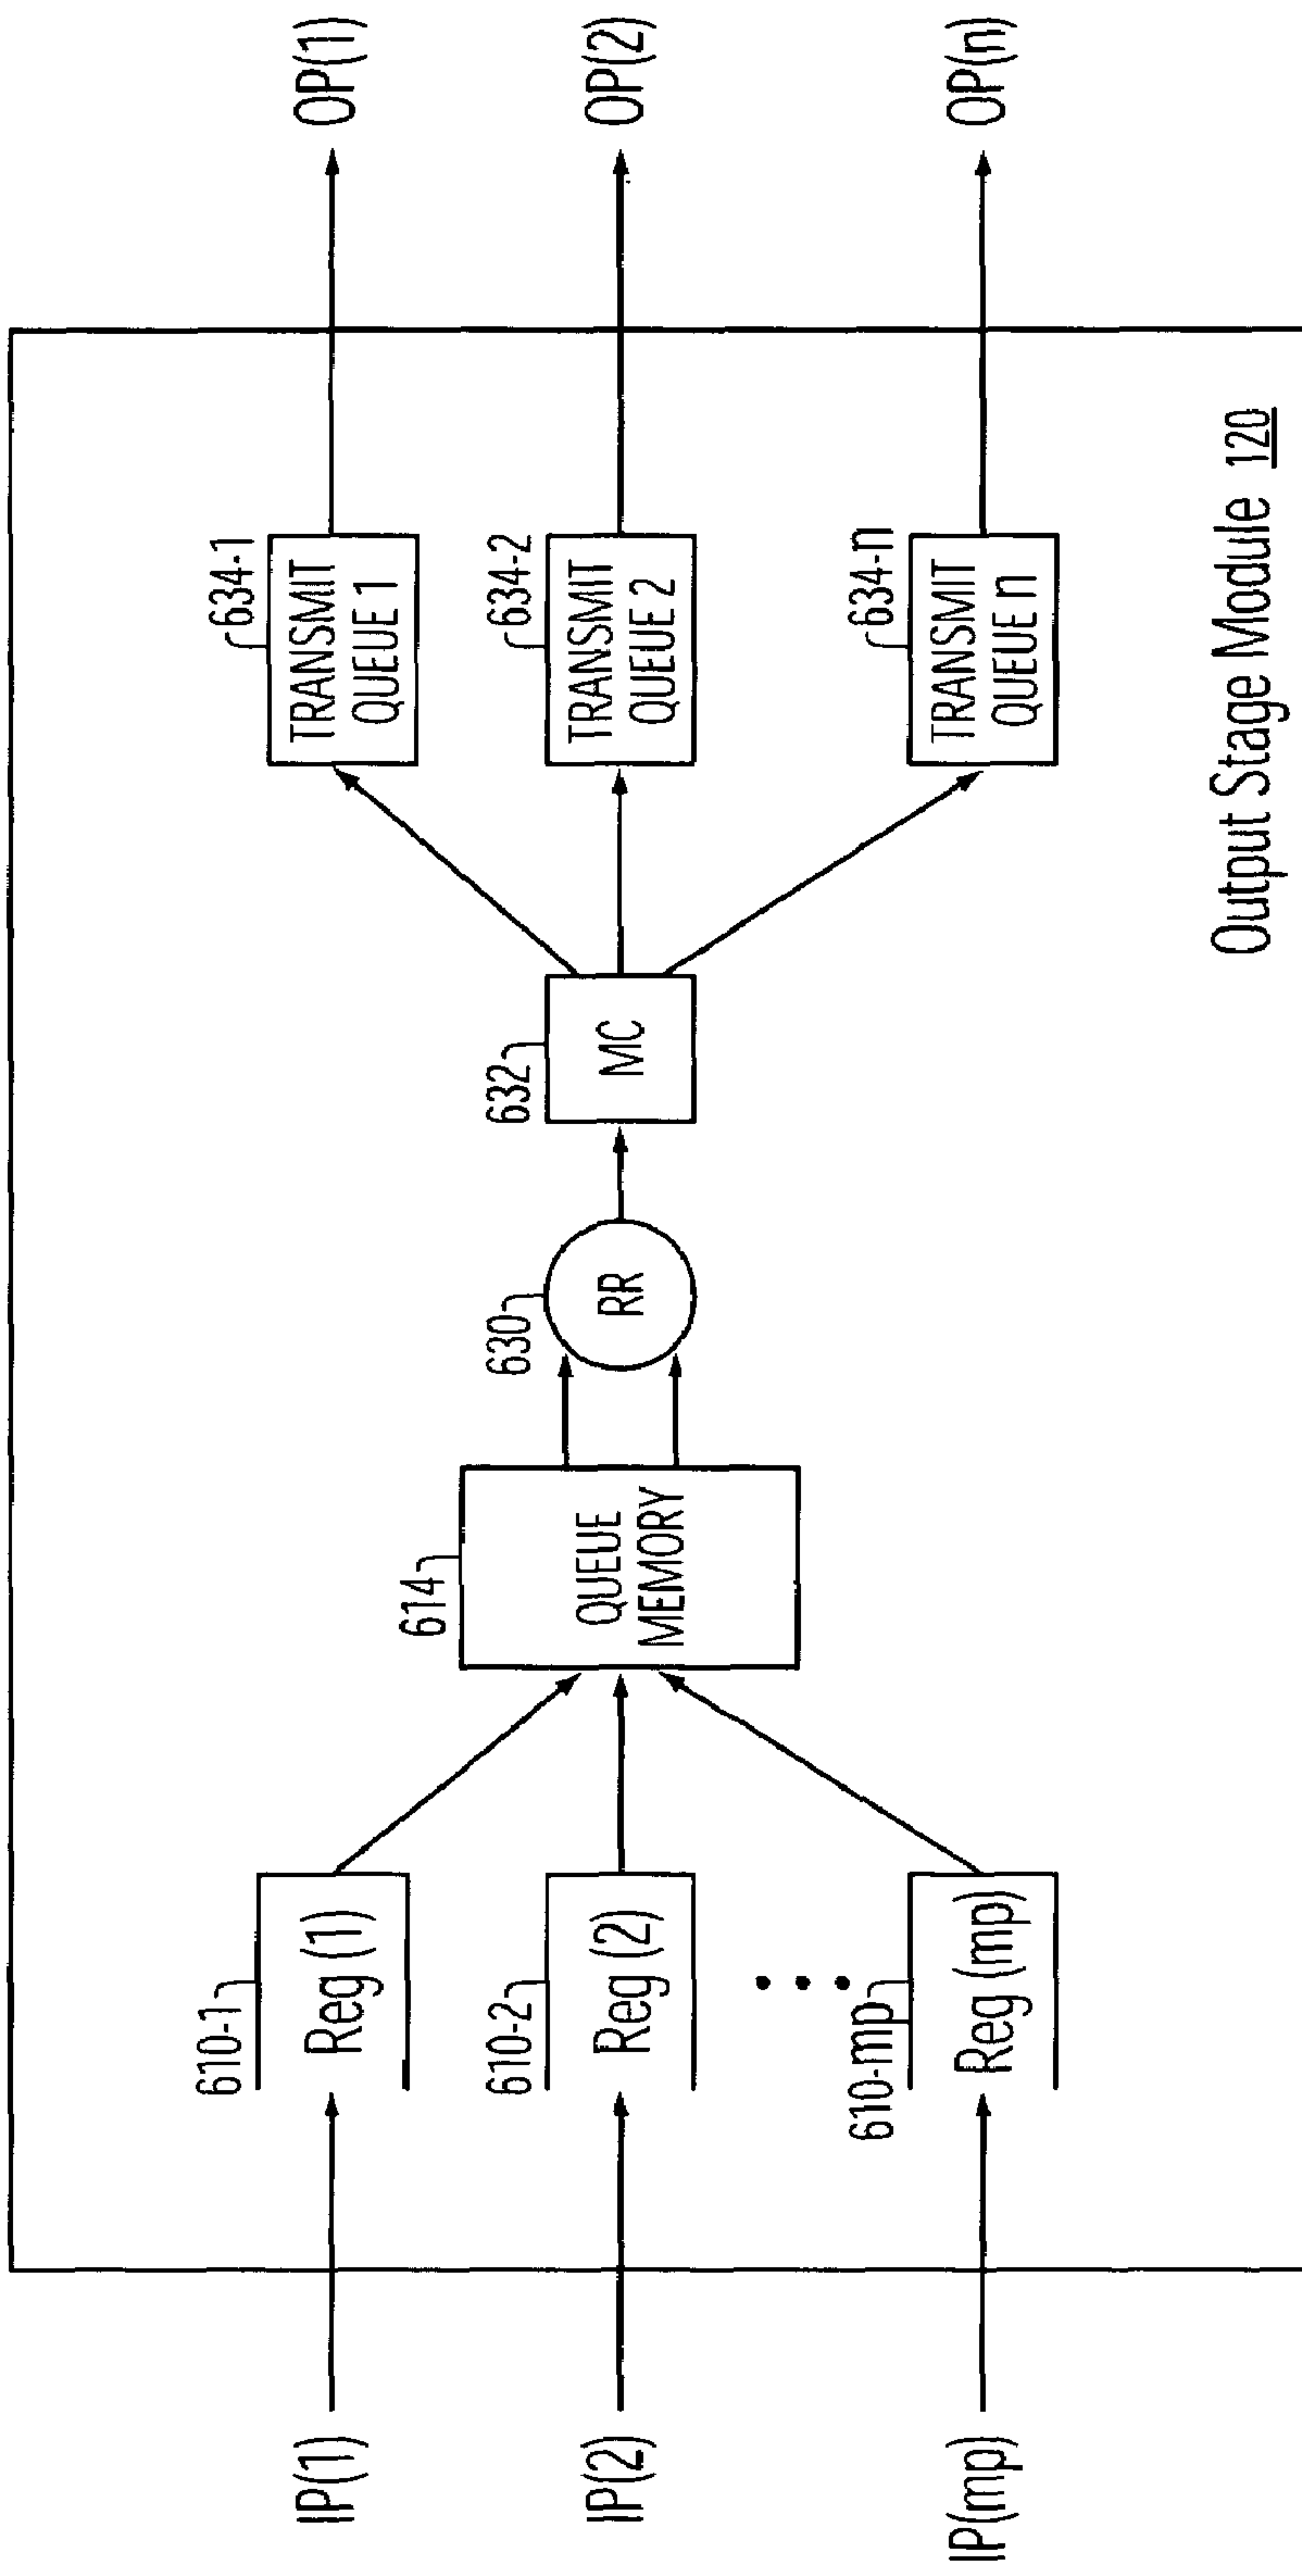 IP(1)
610-1
Reg (1)
IP(2)
610-2
Reg (2)
IP(mp)
610-mp
Reg (mp)
614
QUEUE
MEMORY
630
RR
632
MC
634-1
TRANSMIT
QUEUE 1
OP(1)
634-2
TRANSMIT
QUEUE 2
OP(2)
634-n
TRANSMIT
QUEUE n
OP(n)
Output Stage Module 120